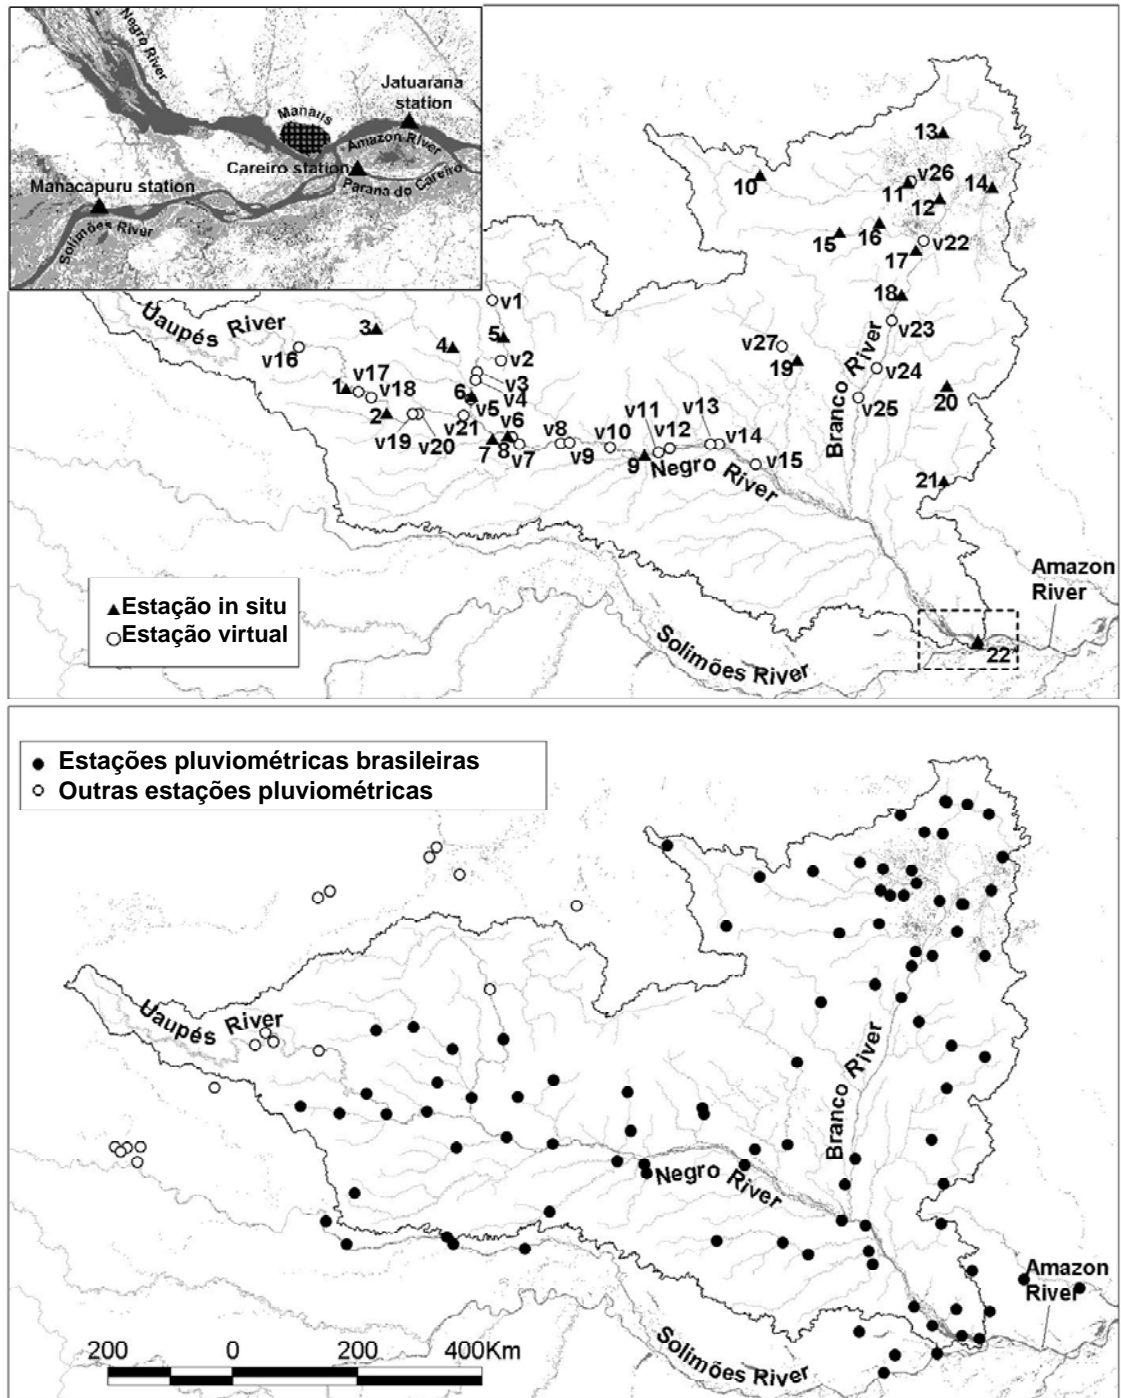 Negro River
Jatuarana
station
Manaus
Amazon River
Careiro station
Parana do Careiro
Manacapuru station
Solimões River
13
10
v26
11
14
12
15
16
v22
17
18
v23
v1
Uaupés River
3
5
4
v16
v2
v27
19
v24
v17
v3
1
v18
6
v4
v25
20
2
v5
v11
v13
v21
v6
v19
v20
v8
v10
v12
v14
7
8
v7
v9
9
v15
Negro River
Branco River
21
Amazon
River
Estação in situ
Estação virtual
Solimões River
22
Estações pluviométricas brasileiras
Outras estações pluviométricas
Uaupés River
Branco River
Negro River
Amazon
River
Solimões River
200 0 200 400Km